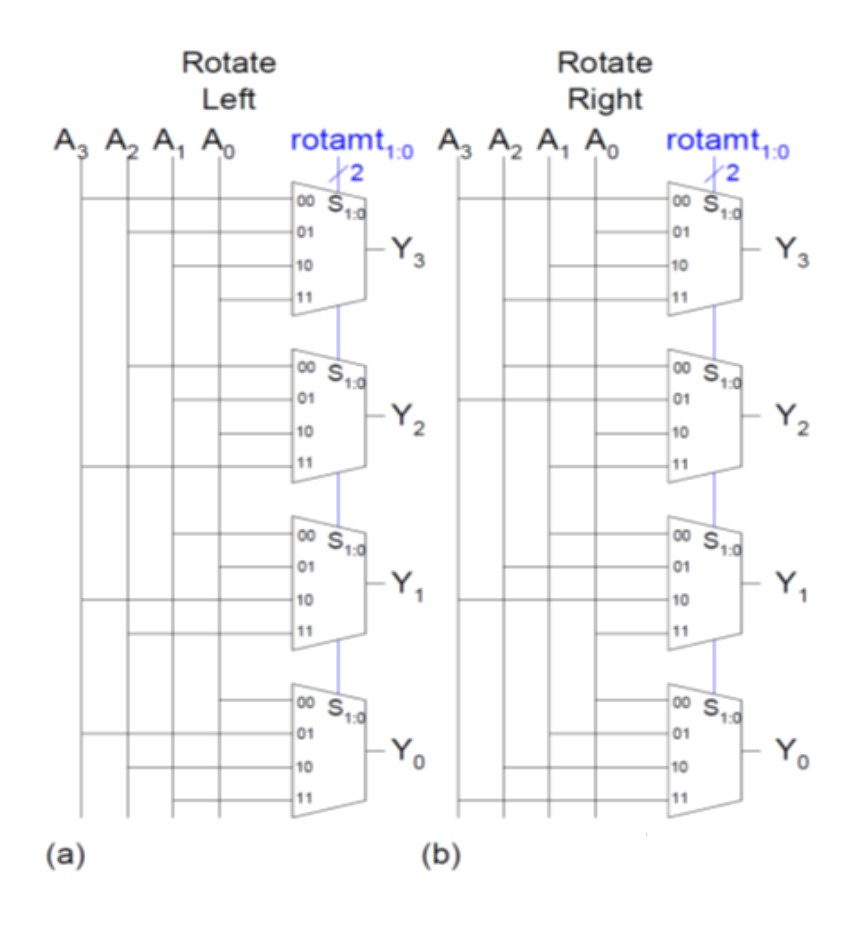 Rotate
Left
A3 A2 A1 A0 rotamt1:0
2
00 S1:0
01
10
11
Y3
00 S1:0
01
10
11
Y2
00 S1:0
01
10
11
Y1
00 S1:0
01
10
11
Y0
(a)
Rotate
Right
A3 A2 A1 A0 rotamt1:0
2
00 S1:0
01
10
11
Y3
00 S1:0
01
10
11
Y2
00 S1:0
01
10
11
Y1
00 S1:0
01
10
11
Y0
(b)